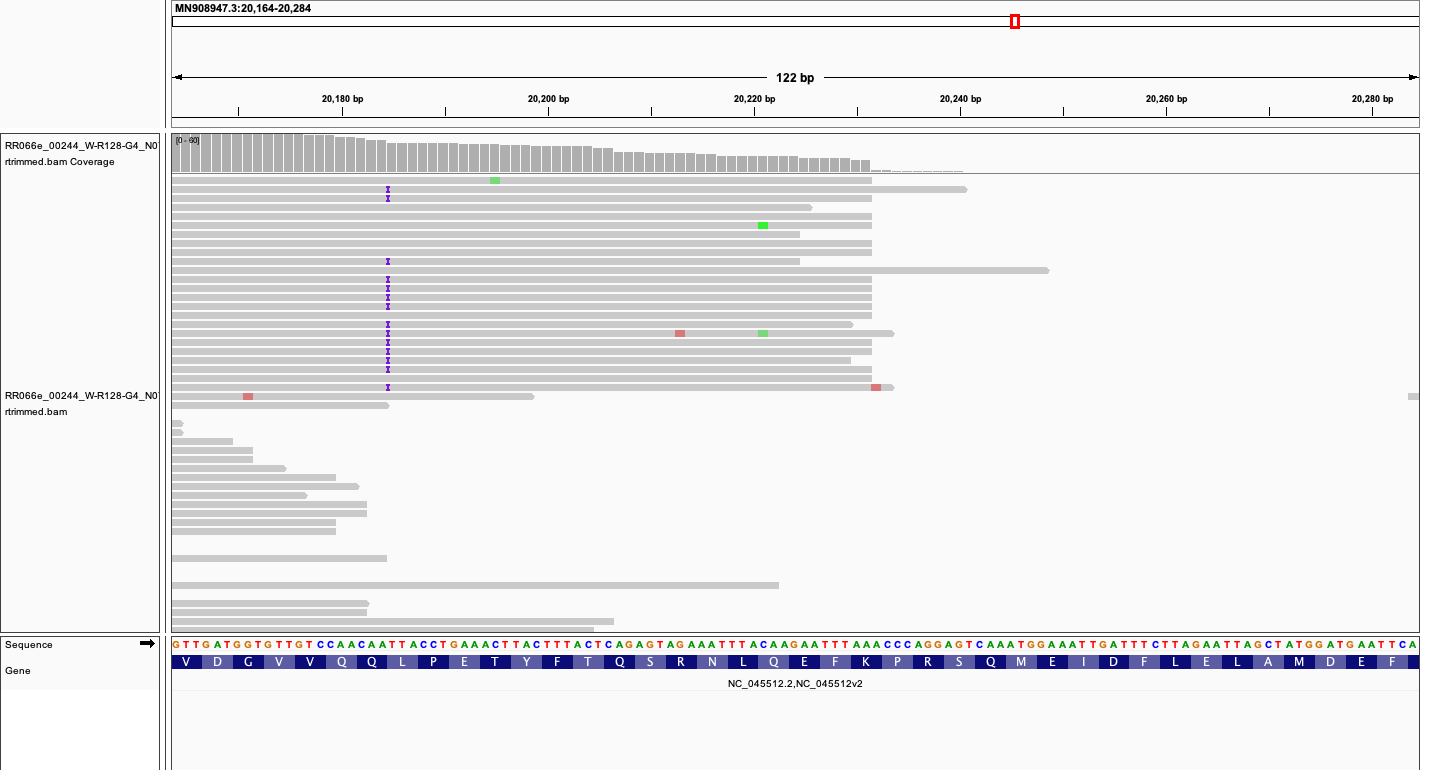 MN908947.3:20,164-20,284
122 bp
20,180 bp 20,200 bp 20,220 bp 20,240 bp 20,260 bp 20,280 bp
RR066e_00244_W-R128-G4_N0
rtrimmed.bam Coverage
[0 - 60]
RR066e_00244_W-R128-G4_N0
rtrimmed.bam
Sequence
G T T G A T G G T G T T G T C C A A C A A T T A C C T G A A A C T T A C T T T A C T C A G A G T A G A A A T T T A C A A G A A T T T A A A C C C A G G A G T C A A A T G G A A A T T G A T T T C T T A G A A T T A G C T A T G G A T G A A T T C A
Gene
V D G V V Q Q L P E T Y F T Q S R N L Q E F K P R S Q M E I D F L E L A M D E F
NC_045512.2,NC_045512v2